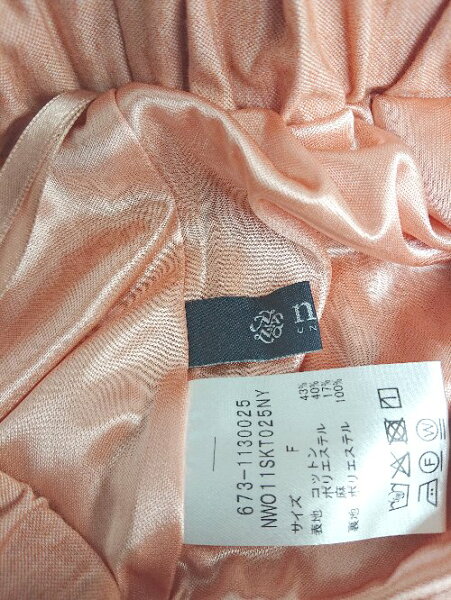 n
673-1130025
NWO111SKT025NY
サイズ F
表地 コットン 43%
ポリエステル 40%
麻 17%
裏地 ポリエステル 100%